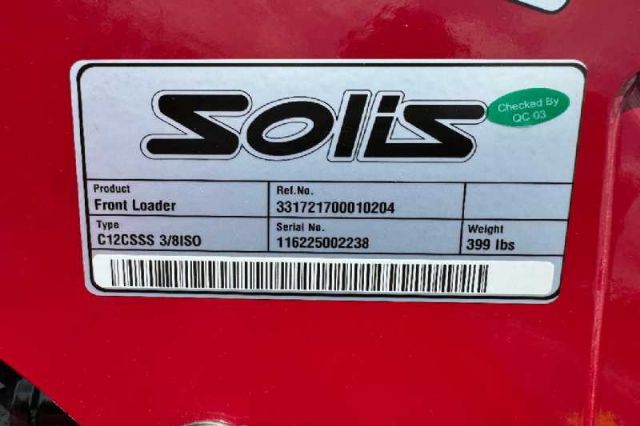 Solis
Checked By
QC 03
Product
Front Loader
Ref.No.
331721700010204
Type
C12CSSS 3/8ISO
Serial No.
116225002238
Weight
399 lbs